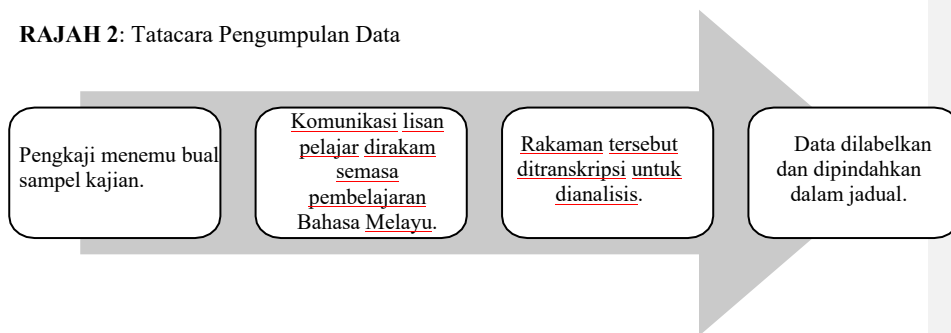 RAJAH 2: Tatacara Pengumpulan Data
Pengkaji menemu bual
sampel kajian.
Komunikasi lisan
pelajar dirakam
semasa
pembelajaran
Bahasa Melayu.
Rakaman tersebut
ditranskripsi untuk
dianalisis.
Data dilabelkan
dan dipindahkan
dalam jadual.